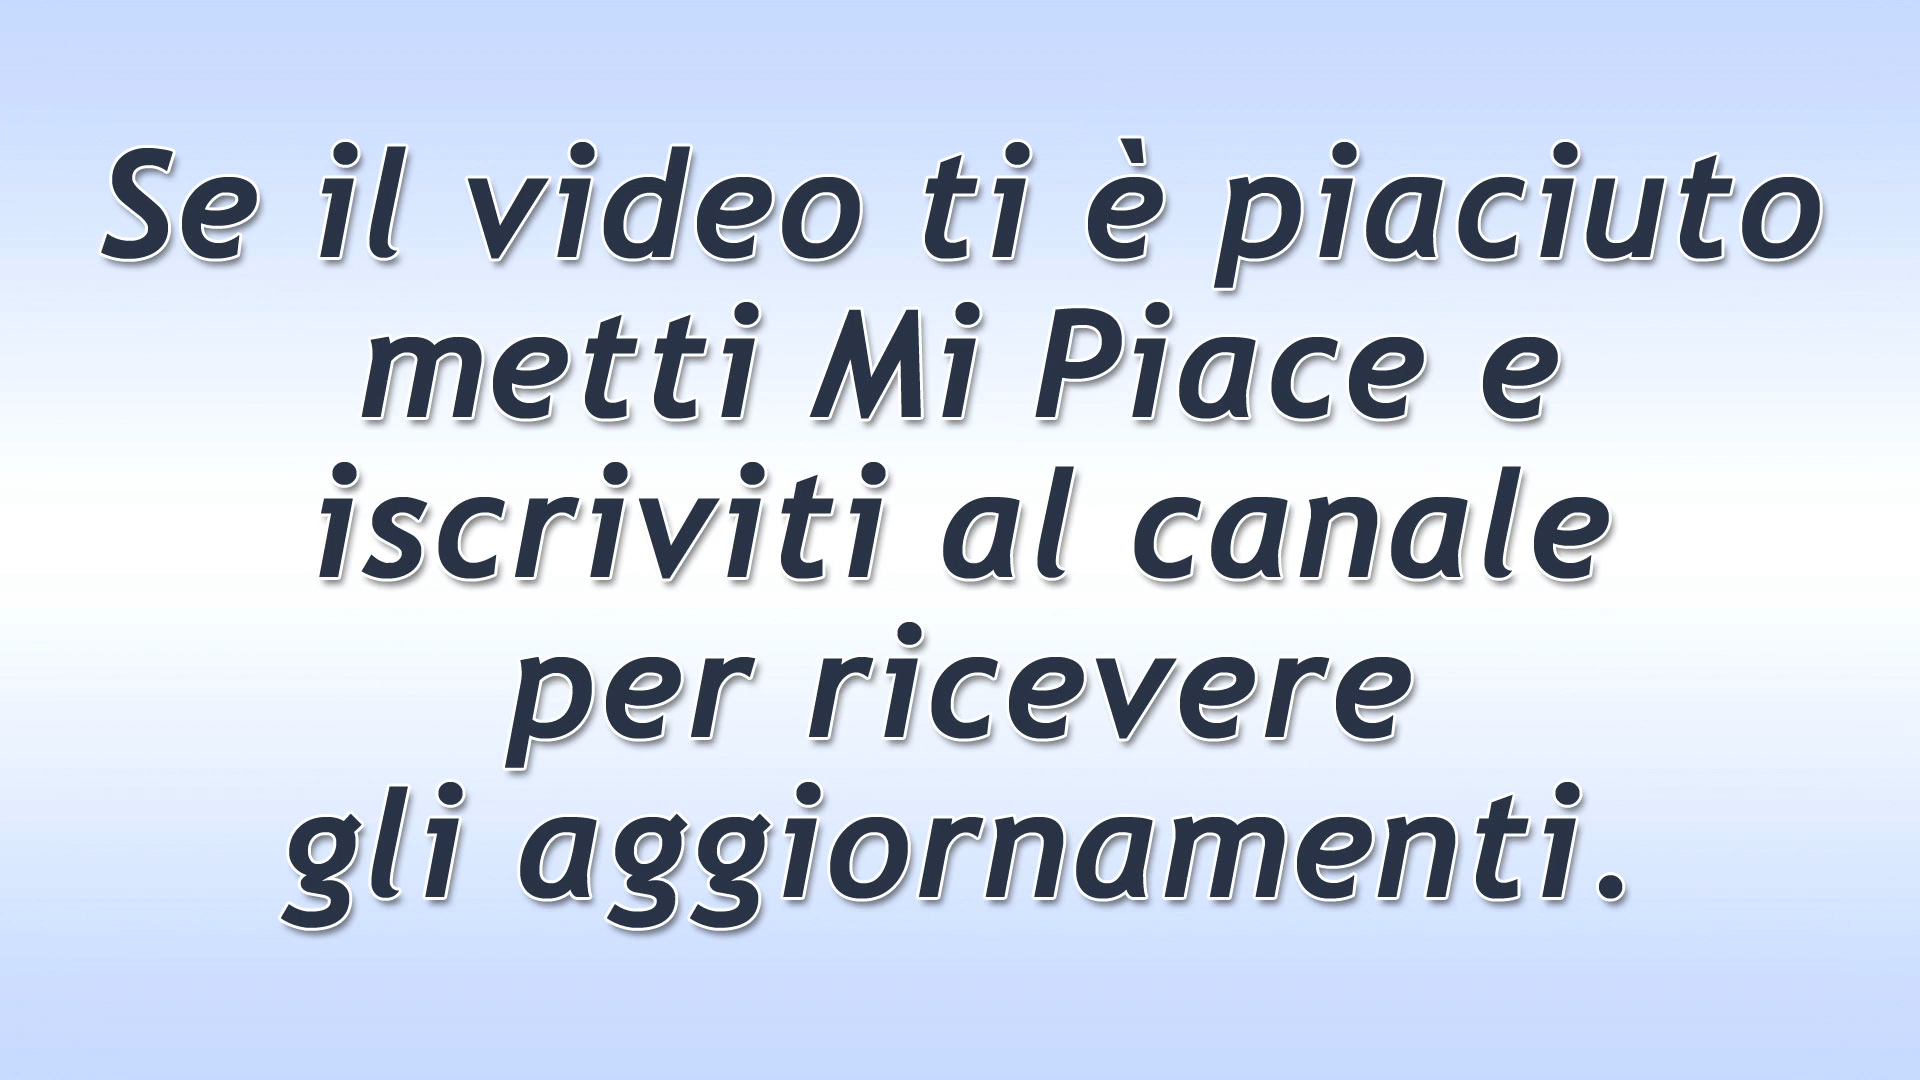 Se il video ti è piaciuto
metti Mi Piace e
iscriviti al canale
per ricevere
gli aggiornamenti.